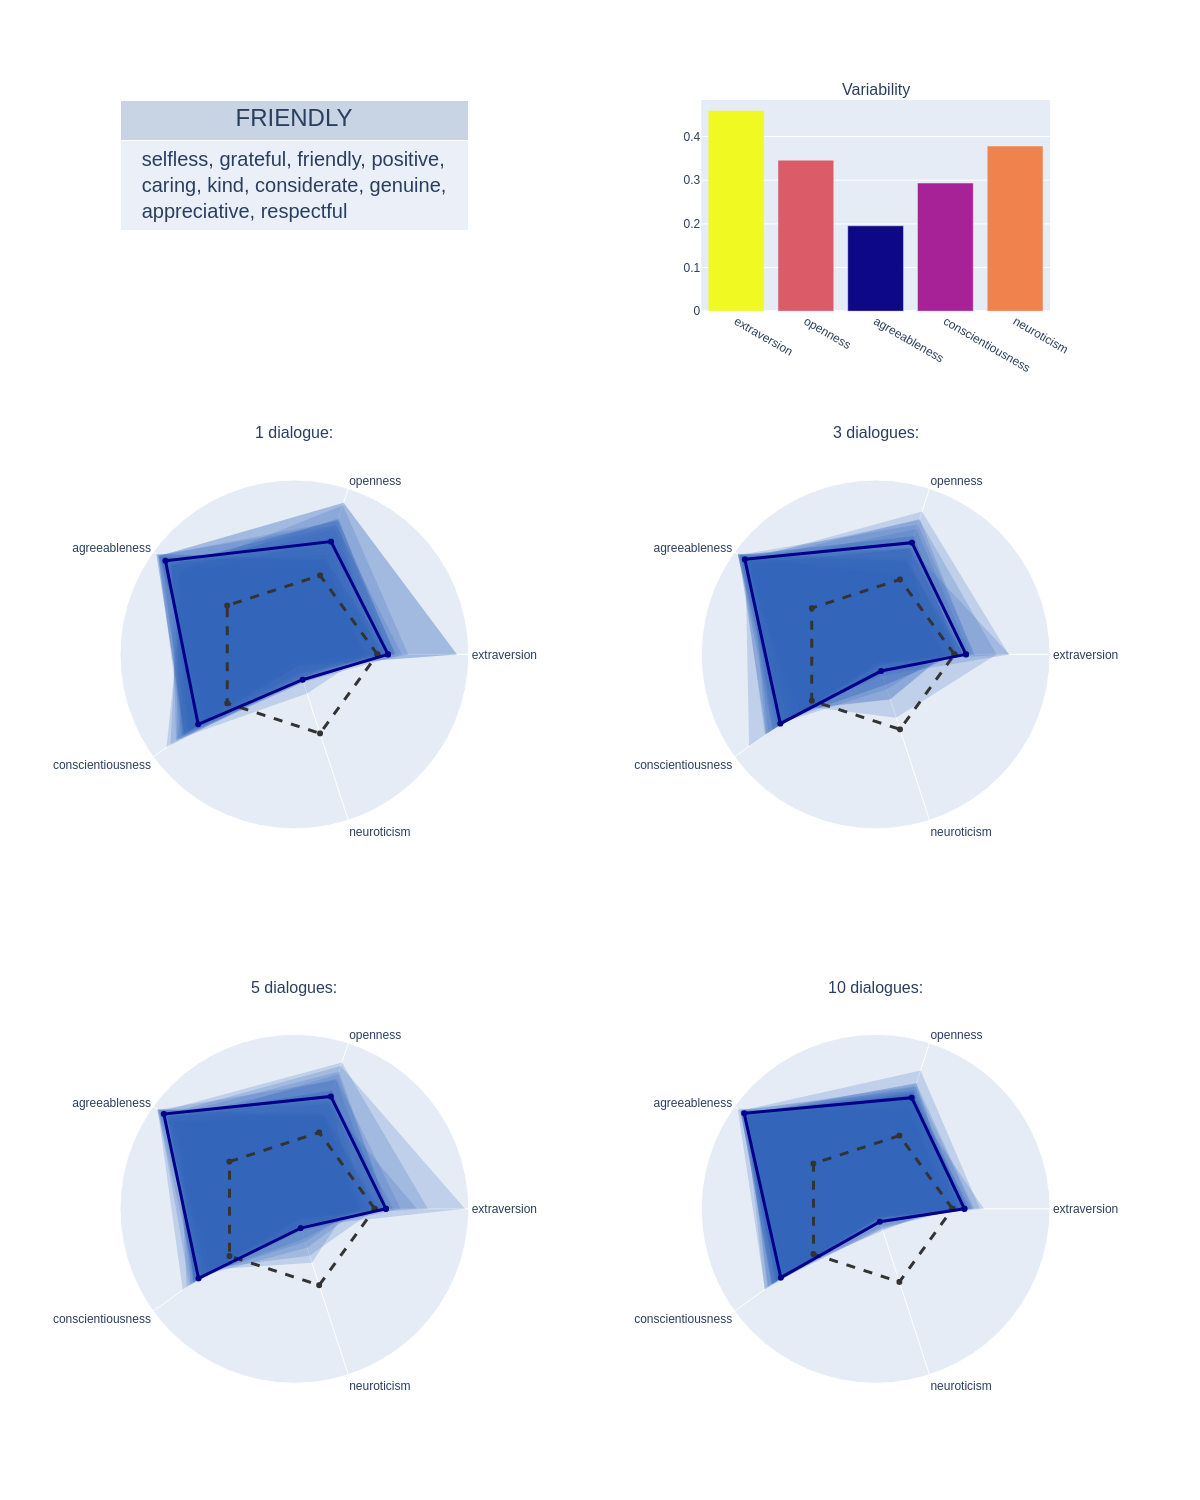 FRIENDLY
selfless, grateful, friendly, positive,
caring, kind, considerate, genuine,
appreciative, respectful
Variability
0.4
0.3
0.2
0.1
0
extraversion
openness
agreeableness
conscientiousness
neuroticism
1 dialogue:
openness
agreeableness
extraversion
conscientiousness
neuroticism
3 dialogues:
openness
agreeableness
extraversion
conscientiousness
neuroticism
5 dialogues:
openness
agreeableness
extraversion
conscientiousness
neuroticism
10 dialogues:
openness
agreeableness
extraversion
conscientiousness
neuroticism